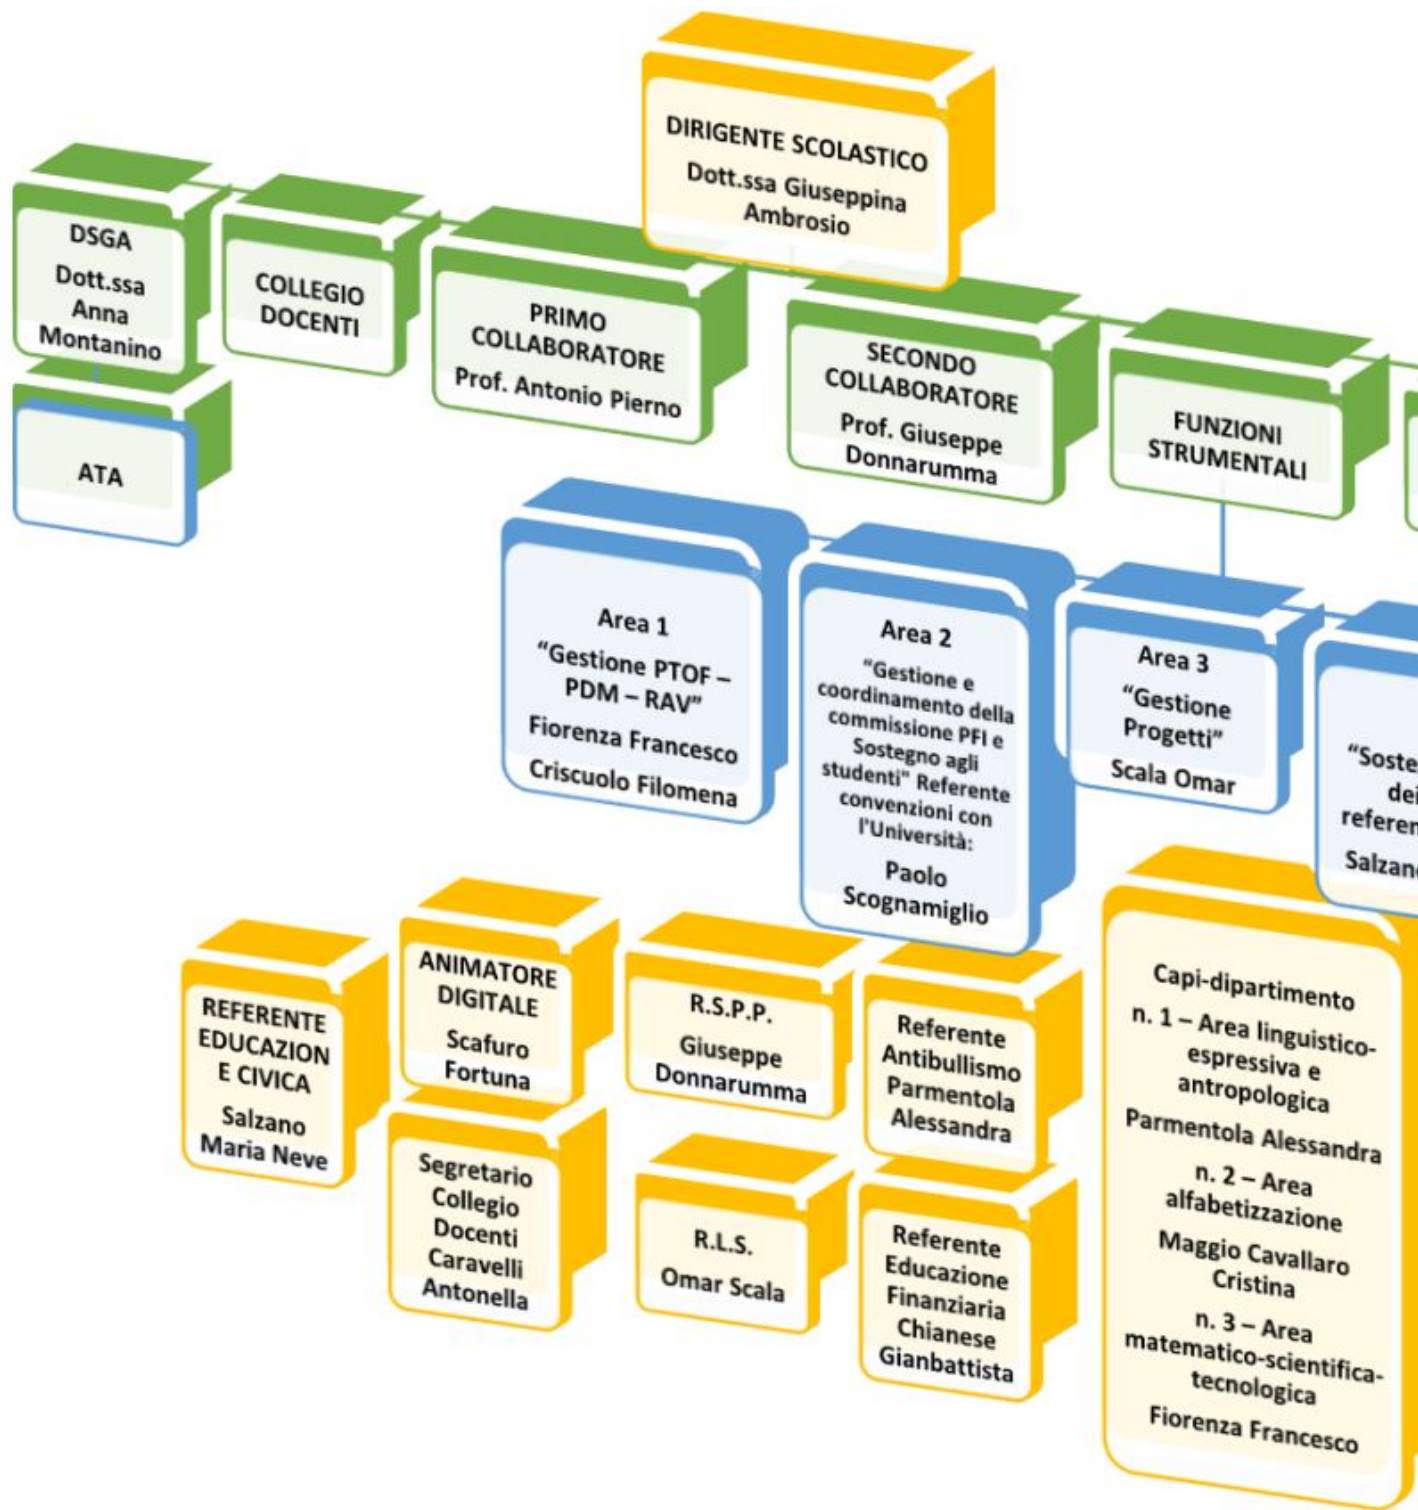 DIRIGENTE SCOLASTICO
Dott.ssa Giuseppina
Ambrosio
DSGA
Dott.ssa
Anna
Montanino
COLLEGIO
DOCENTI
PRIMO
COLLABORATORE
Prof. Antonio Pierno
SECONDO
COLLABORATORE
Prof. Giuseppe
Donnarumma
FUNZIONI
STRUMENTALI
ATA
Area 1
“Gestione PTOF –
PDM – RAV”
Fiorenza Francesco
Criscuolo Filomena
Area 2
"Gestione e
coordinamento della
commissione PFI e
Sostegno agli
studenti" Referente
convenzioni con
l'Università:
Paolo
Scognamiglio
Area 3
“Gestione
Progetti”
Scala Omar
dei
REFERENTE
EDUCAZION
E CIVICA
Salzano
Maria Neve
ANIMATORE
DIGITALE
Scafuro
Fortuna
Segretario
Collegio
Docenti
Caravelli
Antonella
R.S.P.P.
Giuseppe
Donnarumma
R.L.S.
Omar Scala
Referente
Antibullismo
Parmentola
Alessandra
Referente
Educazione
Finanziaria
Chianese
Gianbattista
Capi-dipartimento
n. 1 – Area linguistico-
espressiva e
antropologica
Parmentola Alessandra
n. 2 – Area
alfabetizzazione
Maggio Cavallaro
Cristina
n. 3 – Area
matematico-scientifica-
tecnologica
Fiorenza Francesco